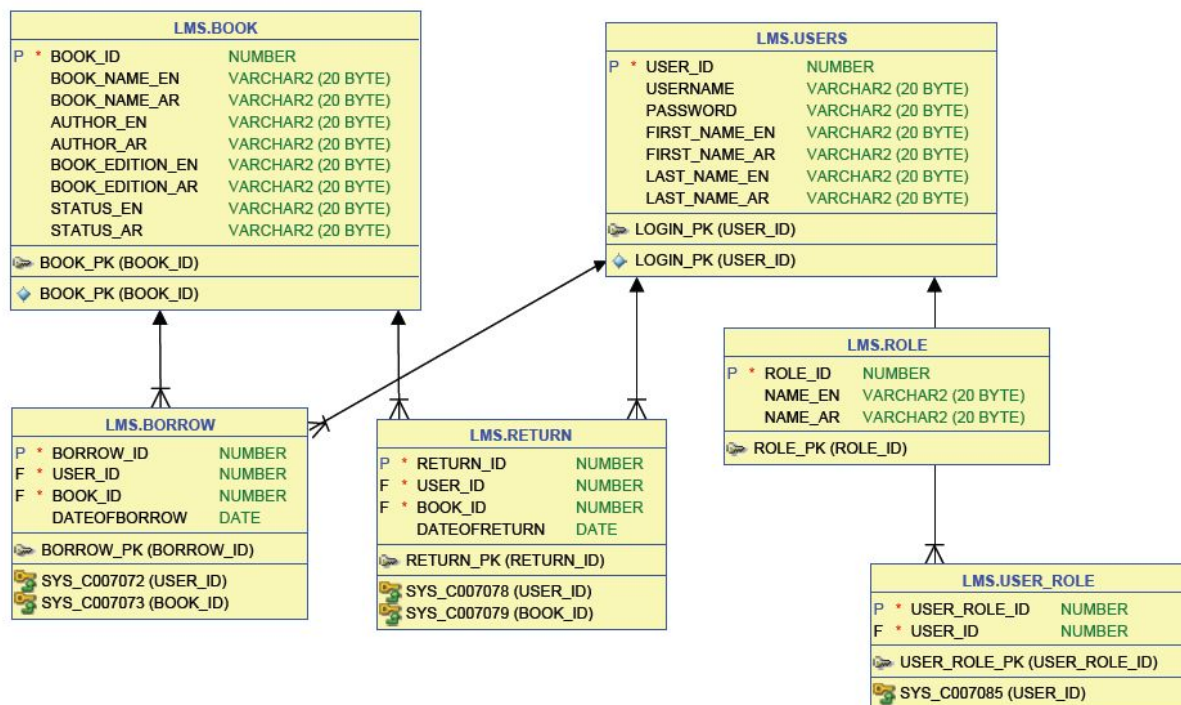 LMS.BOOK
P * BOOK_ID NUMBER
BOOK_NAME_EN VARCHAR2 (20 BYTE)
BOOK_NAME_AR VARCHAR2 (20 BYTE)
AUTHOR_EN VARCHAR2 (20 BYTE)
AUTHOR_AR VARCHAR2 (20 BYTE)
BOOK_EDITION_EN VARCHAR2 (20 BYTE)
BOOK_EDITION_AR VARCHAR2 (20 BYTE)
STATUS_EN VARCHAR2 (20 BYTE)
STATUS_AR VARCHAR2 (20 BYTE)
BOOK_PK (BOOK_ID)
BOOK_PK (BOOK_ID)
LMS.USERS
P * USER_ID NUMBER
USERNAME VARCHAR2 (20 BYTE)
PASSWORD VARCHAR2 (20 BYTE)
FIRST_NAME_EN VARCHAR2 (20 BYTE)
FIRST_NAME_AR VARCHAR2 (20 BYTE)
LAST_NAME_EN VARCHAR2 (20 BYTE)
LAST_NAME_AR VARCHAR2 (20 BYTE)
LOGIN_PK (USER_ID)
LOGIN_PK (USER_ID)
LMS.ROLE
P * ROLE_ID NUMBER
NAME_EN VARCHAR2 (20 BYTE)
NAME_AR VARCHAR2 (20 BYTE)
ROLE_PK (ROLE_ID)
LMS.BORROW
P * BORROW_ID NUMBER
F * USER_ID NUMBER
F * BOOK_ID NUMBER
DATEOFBORROW DATE
BORROW_PK (BORROW_ID)
SYS_C007072 (USER_ID)
SYS_C007073 (BOOK_ID)
LMS.RETURN
P * RETURN_ID NUMBER
F * USER_ID NUMBER
F * BOOK_ID NUMBER
DATEOFRETURN DATE
RETURN_PK (RETURN_ID)
SYS_C007078 (USER_ID)
SYS_C007079 (BOOK_ID)
LMS.USER_ROLE
P * USER_ROLE_ID NUMBER
F * USER_ID NUMBER
USER_ROLE_PK (USER_ROLE_ID)
SYS_C007085 (USER_ID)